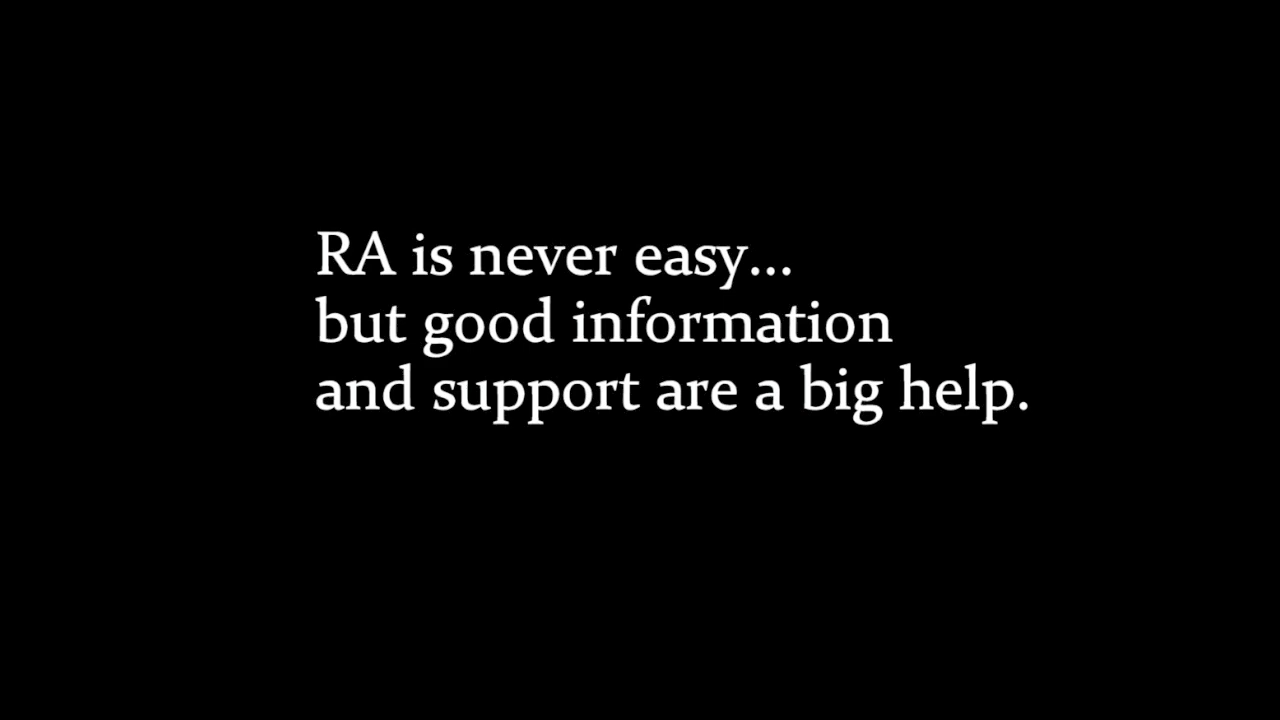 RA is never easy...
but good information
and support are a big help.